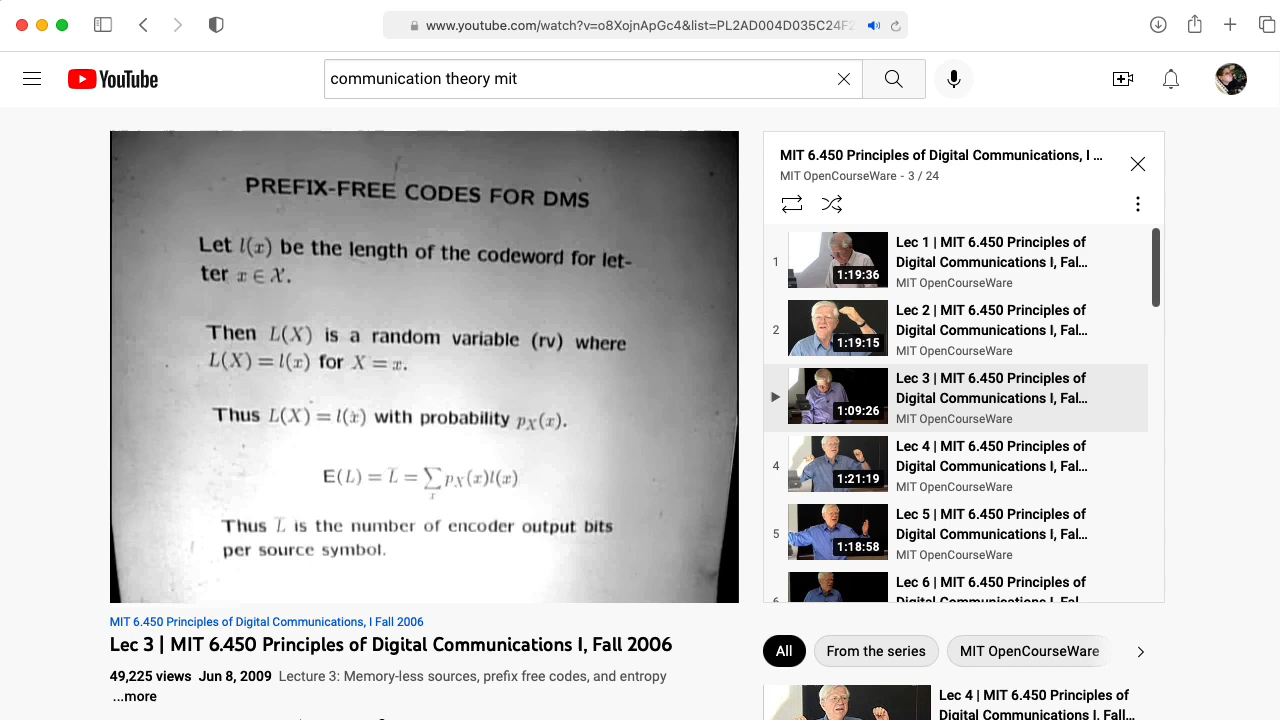 www.youtube.com/watch?v=o8XojnApGc4&list=PL2AD004D035C24F2
YouTube
communication theory mit
PREFIX-FREE CODES FOR DMS
Let l(x) be the length of the codeword for let-
ter x ∈ 𝒳.
Then L(X) is a random variable (rv) where
L(X) = l(x) for X = x.
Thus L(X) = l(x) with probability pX(x).
E(L) = L̅ = ∑x pX(x)l(x)
Thus L̅ is the number of encoder output bits
per source symbol.
MIT 6.450 Principles of Digital Communications, I Fall 2006
Lec 3 | MIT 6.450 Principles of Digital Communications I, Fall 2006
49,225 views Jun 8, 2009 Lecture 3: Memory-less sources, prefix free codes, and entropy
...more
MIT 6.450 Principles of Digital Communications, I ...
MIT OpenCourseWare - 3 / 24
1
1:19:36
Lec 1 | MIT 6.450 Principles of
Digital Communications I, Fal...
MIT OpenCourseWare
2
1:19:15
Lec 2 | MIT 6.450 Principles of
Digital Communications I, Fal...
MIT OpenCourseWare
1:09:26
Lec 3 | MIT 6.450 Principles of
Digital Communications I, Fal...
MIT OpenCourseWare
4
1:21:19
Lec 4 | MIT 6.450 Principles of
Digital Communications I, Fal...
MIT OpenCourseWare
5
1:18:58
Lec 5 | MIT 6.450 Principles of
Digital Communications I, Fal...
MIT OpenCourseWare
6
Lec 6 | MIT 6.450 Principles of
Digital Communications I, Fal...
All
From the series
MIT OpenCourseWare
Lec 4 | MIT 6.450 Principles of
Digital Communications I, Fall...